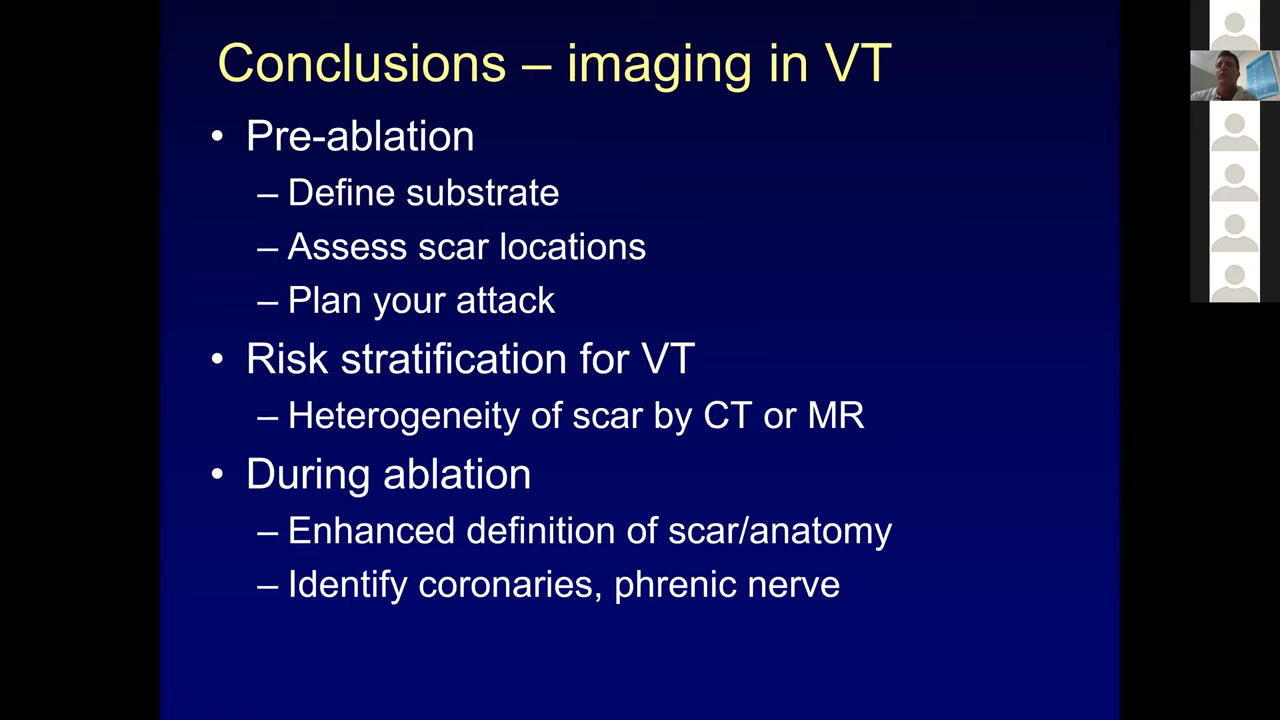 Conclusions – imaging in VT
• Pre-ablation
– Define substrate
– Assess scar locations
– Plan your attack
• Risk stratification for VT
– Heterogeneity of scar by CT or MR
• During ablation
– Enhanced definition of scar/anatomy
– Identify coronaries, phrenic nerve